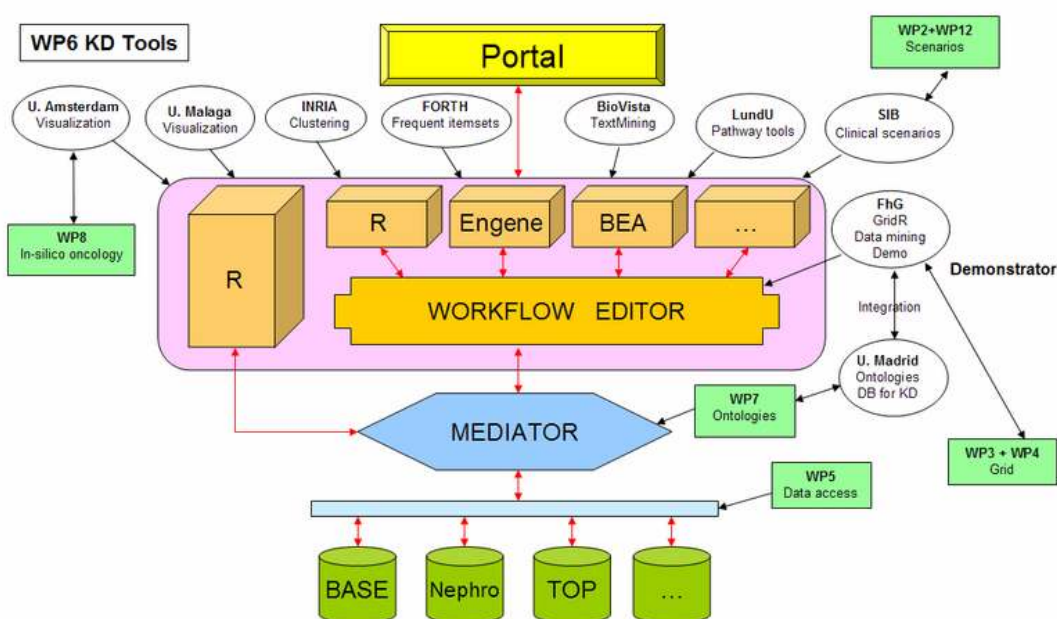 WP6 KD Tools
Portal
WP2+WP12
Scenarios
U. Amsterdam
Visualization
U. Malaga
Visualization
INRIA
Clustering
FORTH
Frequent itemsets
BioVista
TextMining
LundU
Pathway tools
SIB
Clinical scenarios
WP8
In-silico oncology
R
R
Engene
BEA
...
FhG
GridR
Data mining
Demo
Demonstrator
WORKFLOW EDITOR
Integration
U. Madrid
Ontologies
DB for KD
WP7
Ontologies
MEDIATOR
WP3 + WP4
Grid
WP5
Data access
BASE
Nephro
TOP
...